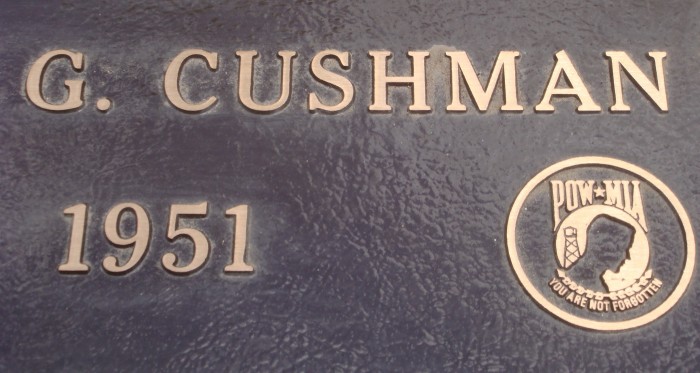 G. CUSHMAN
1951
POW★MIA
YOU ARE NOT FORGOTTEN